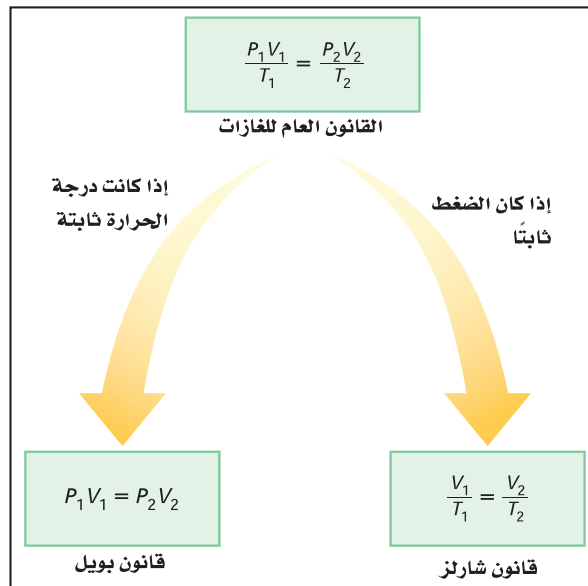 P₁V₁/T₁ = P₂V₂/T₂
القانون العام للغازات
إذا كان الضغط
ثابتًا
إذا كانت درجة
الحرارة ثابتة
V₁/T₁ = V₂/T₂
قانون شارلز
P₁V₁ = P₂V₂
قانون بويل